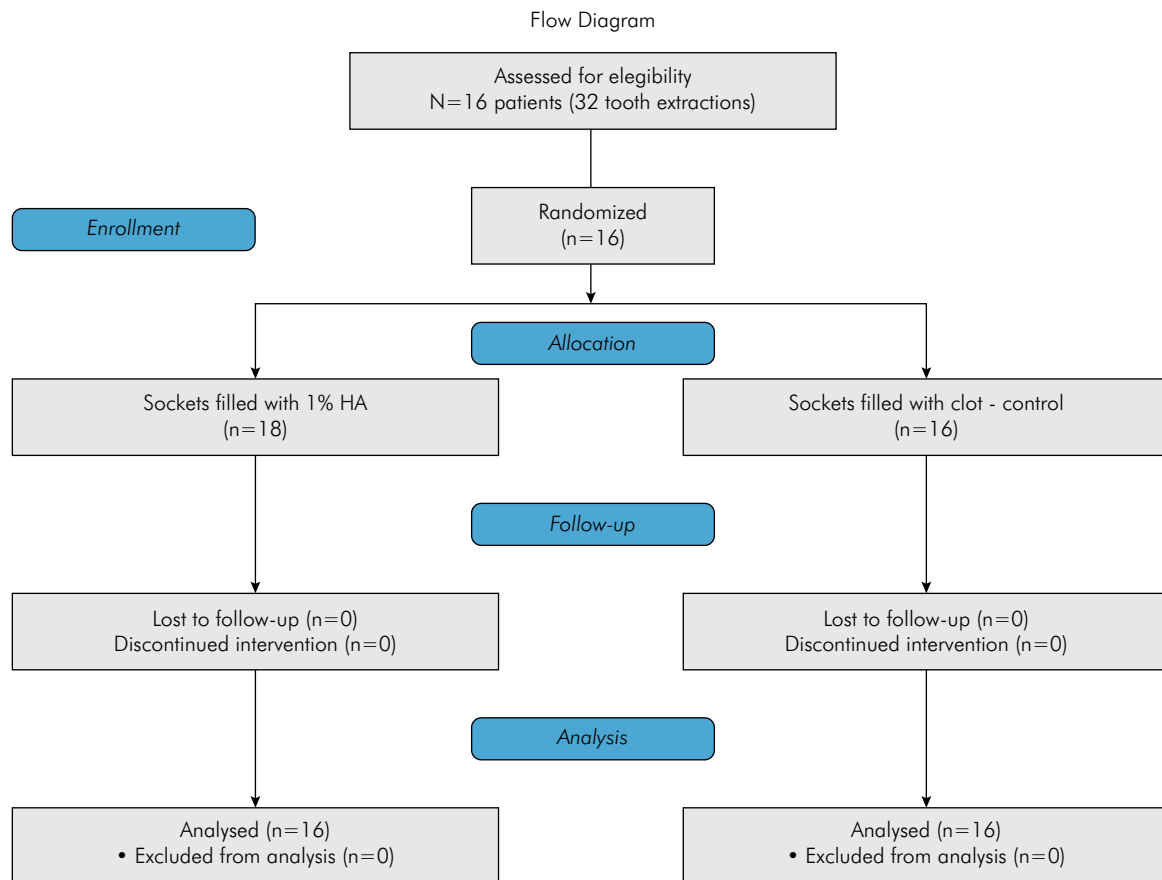 Flow Diagram
Assessed for elegibility
N=16 patients (32 tooth extractions)
Enrollment
Randomized
(n=16)
Allocation
Sockets filled with 1% HA
(n=18)
Sockets filled with clot - control
(n=16)
Follow-up
Lost to follow-up (n=0)
Discontinued intervention (n=0)
Lost to follow-up (n=0)
Discontinued intervention (n=0)
Analysis
Analysed (n=16)
• Excluded from analysis (n=0)
Analysed (n=16)
• Excluded from analysis (n=0)